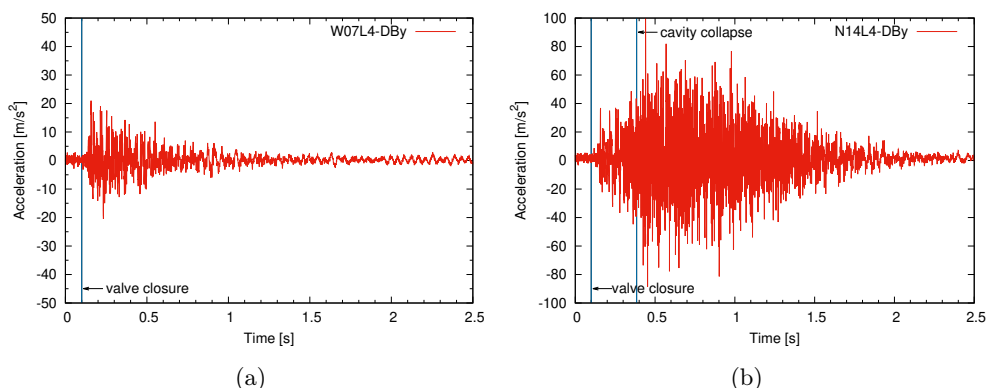 W07L4-DBy
50
40
30
20
10
0
-10
-20
-30
-40
-50
Acceleration [m/s²]
valve closure
0 0.5 1 1.5 2 2.5
Time [s]
(a)
N14L4-DBy
cavity collapse
100
80
60
40
20
0
-20
-40
-60
-80
-100
Acceleration [m/s²]
valve closure
0 0.5 1 1.5 2 2.5
Time [s]
(b)